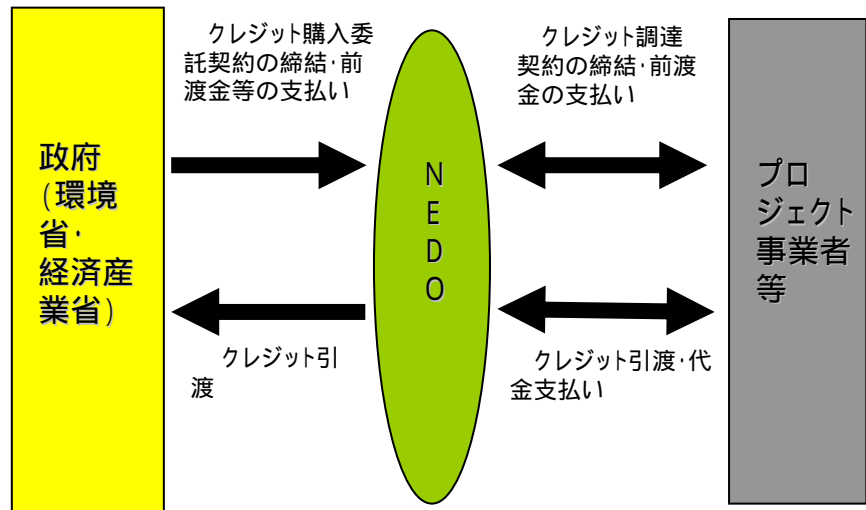 クレジット購入委
託契約の締結・前
渡金等の支払い
クレジット調達
契約の締結・前渡
金の支払い
政府
(環境
省・
経済産
業省)
N
E
D
O
プロ
ジェクト
事業者
等
クレジット引
渡
クレジット引渡・代
金支払い